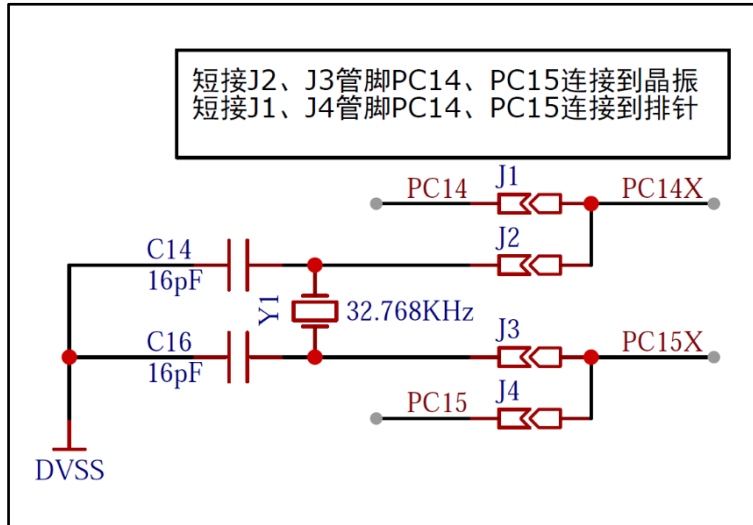 短接J2、J3管脚PC14、PC15连接到晶振
短接J1、J4管脚PC14、PC15连接到排针
PC14
J1
PC14X
C14
16pF
J2
Y1
32.768KHz
C16
16pF
J3
PC15X
PC15
J4
DVSS